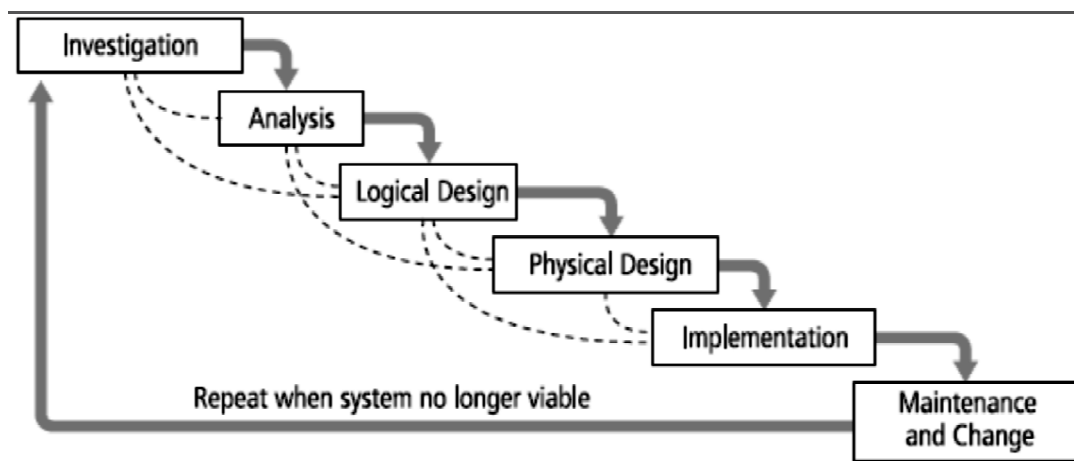 Investigation
Analysis
Logical Design
Physical Design
Implementation
Repeat when system no longer viable
Maintenance
and Change